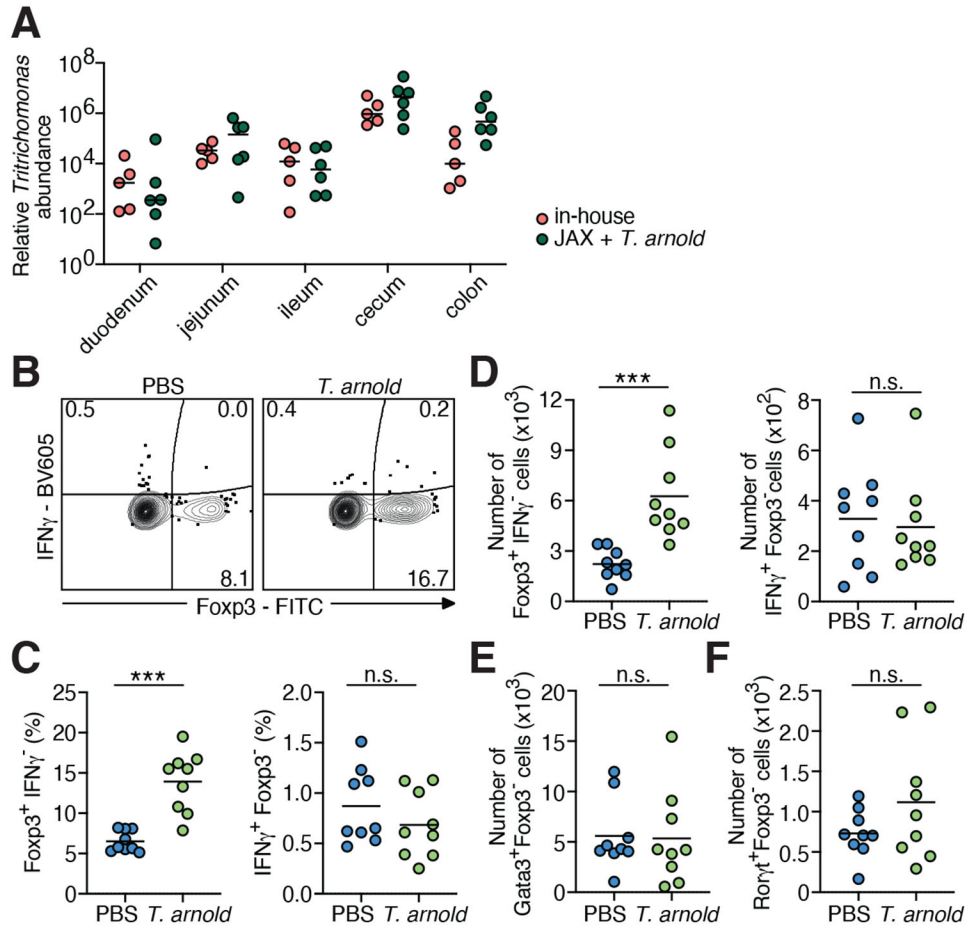 A
Relative Tritrichomonas
abundance
10^8
10^6
10^4
10^2
10^0
duodenum
jejunum
ileum
cecum
colon
in-house
JAX + T. arnold
B
PBS
T. arnold
0.5
0.0
0.4
0.2
8.1
16.7
IFNγ - BV605
Foxp3 - FITC
C
Foxp3^+ IFNγ^- (%)
25
20
15
10
5
0
***
PBS
T. arnold
IFNγ^+ Foxp3^- (%)
2.0
1.5
1.0
0.5
0.0
n.s.
PBS
T. arnold
D
Number of
Foxp3^+ IFNγ^- cells (x10^3)
12
9
6
3
0
***
PBS
T. arnold
Number of
IFNγ^+ Foxp3^- cells (x10^2)
8
6
4
2
0
n.s.
PBS
T. arnold
E
Number of
Gata3^+Foxp3^- cells (x10^3)
20
15
10
5
0
n.s.
PBS
T. arnold
F
Number of
Rorγt^+Foxp3^- cells (x10^3)
2.5
2.0
1.5
1.0
0.5
0
n.s.
PBS
T. arnold